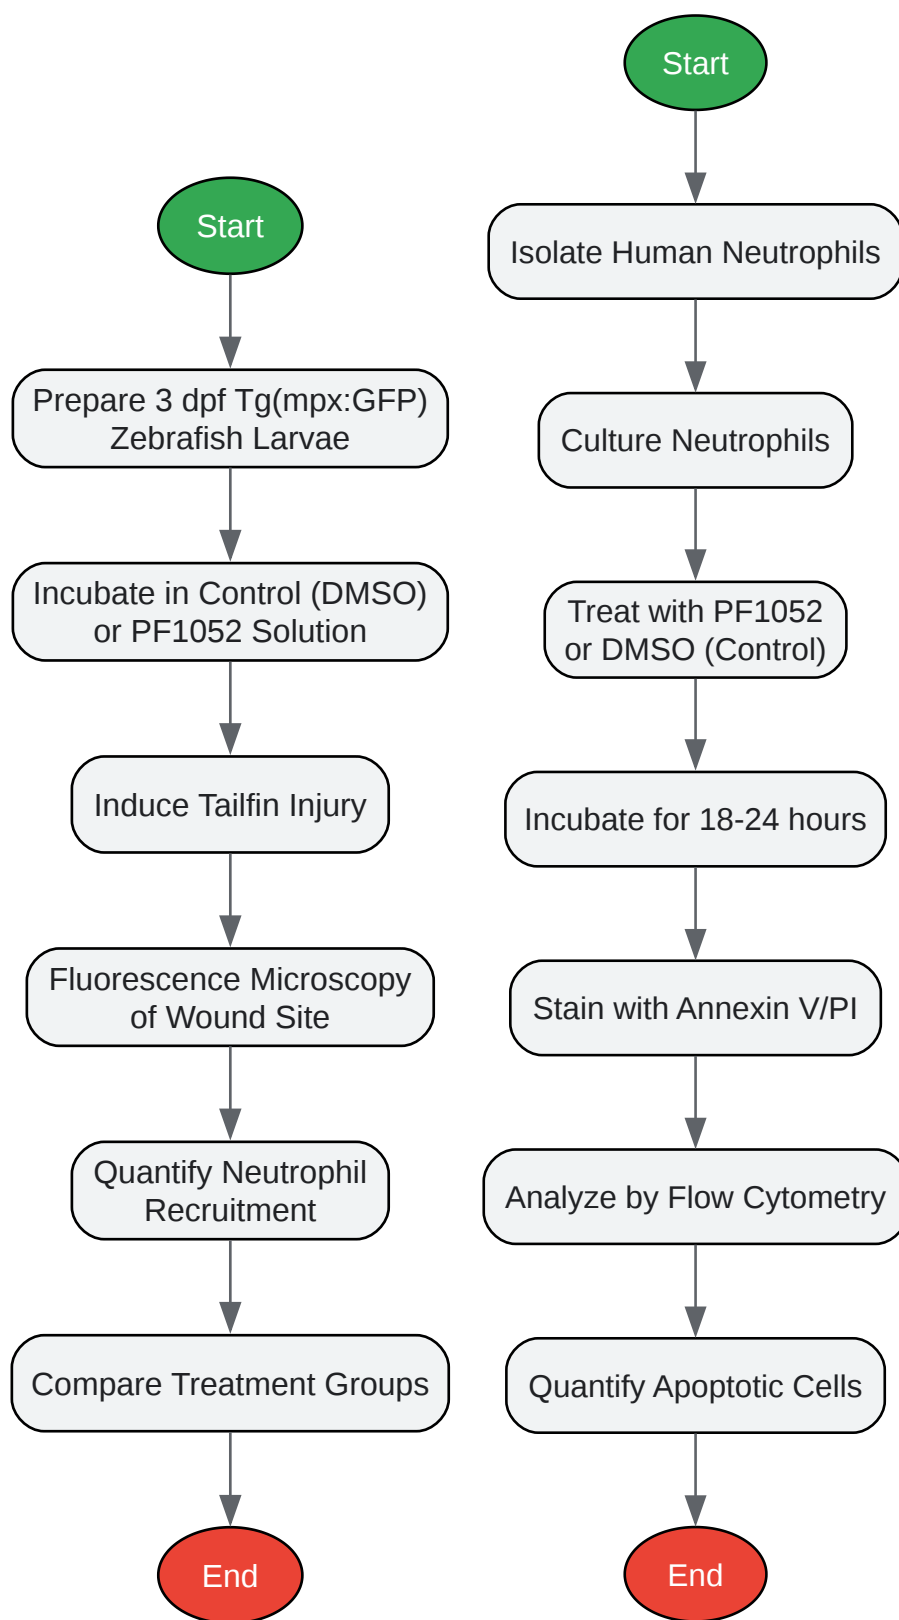 Start
Prepare 3 dpf Tg(mpx:GFP)
Zebrafish Larvae
Incubate in Control (DMSO)
or PF1052 Solution
Induce Tailfin Injury
Fluorescence Microscopy
of Wound Site
Quantify Neutrophil
Recruitment
Compare Treatment Groups
End
Start
Isolate Human Neutrophils
Culture Neutrophils
Treat with PF1052
or DMSO (Control)
Incubate for 18-24 hours
Stain with Annexin V/PI
Analyze by Flow Cytometry
Quantify Apoptotic Cells
End